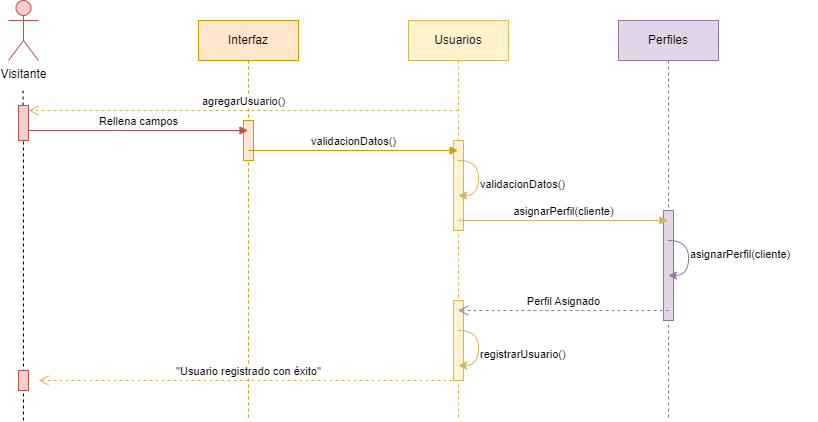 Interfaz
Usuarios
Perfiles
Visitante
agregarUsuario()
Rellena campos
validacionDatos()
validacionDatos()
asignarPerfil(cliente)
asignarPerfil(cliente)
Perfil Asignado
registrarUsuario()
"Usuario registrado con éxito"